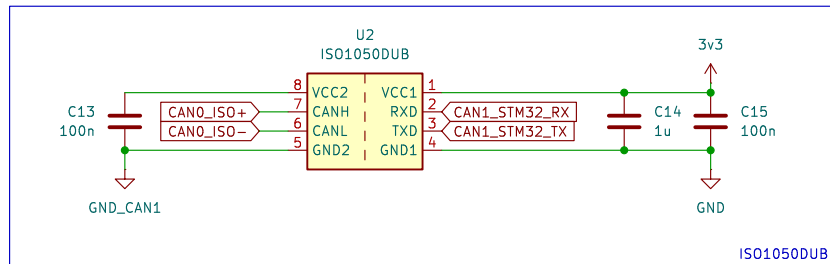 U2
ISO1050DUB
3v3
8 VCC2 VCC1 1
C13 CAN0_ISO+ 7 CANH RXD 2 CAN1_STM32_RX C14 C15
100n CAN0_ISO- 6 CANL TXD 3 CAN1_STM32_TX 1u 100n
5 GND2 GND1 4
GND_CAN1 GND
ISO1050DUB